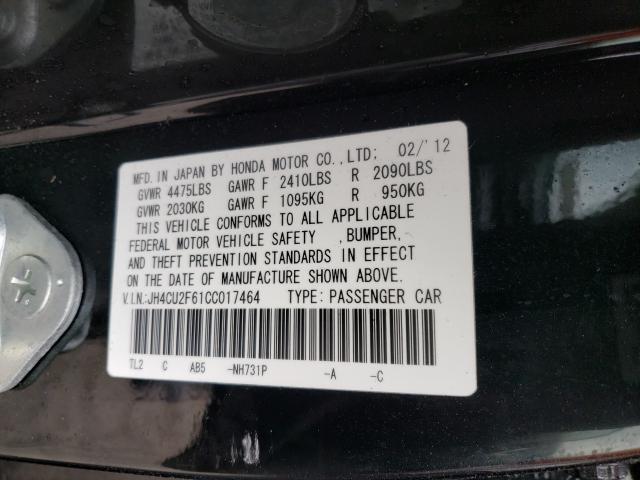 MFD.IN JAPAN BY HONDA MOTOR CO.,LTD: 02/'12
GVWR 4475LBS GAWR F 2410LBS R 2090LBS
GVWR 2030KG GAWR F 1095KG R 950KG
THIS VEHICLE CONFORMS TO ALL APPLICABLE
FEDERAL MOTOR VEHICLE SAFETY ,BUMPER,
AND THEFT PREVENTION STANDARDS IN EFFECT
ON THE DATE OF MANUFACTURE SHOWN ABOVE.
V.I.N.:JH4CU2F61CC017464 TYPE: PASSENGER CAR
TL2 C AB5 -NH731P -A -C